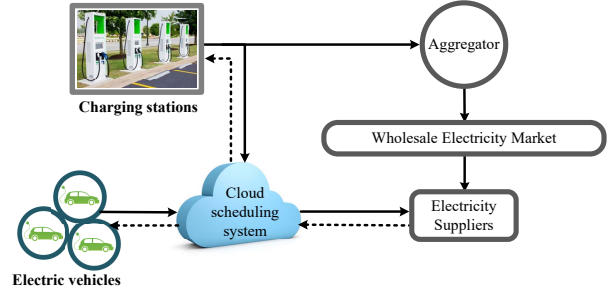 Aggregator
Charging stations
Wholesale Electricity Market
Cloud
scheduling
system
Electricity
Suppliers
Electric vehicles